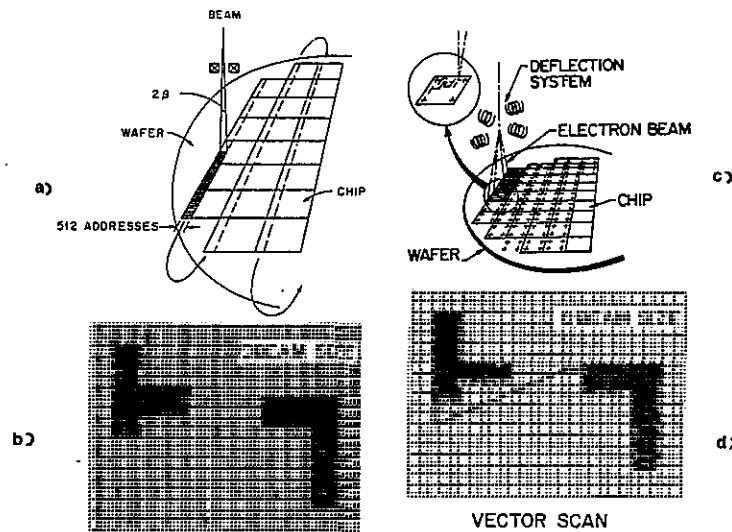 BEAM
2β
WAFER
a)
CHIP
512 ADDRESSES
DEFLECTION
SYSTEM
ELECTRON BEAM
c)
CHIP
WAFER
b)
d)
VECTOR SCAN